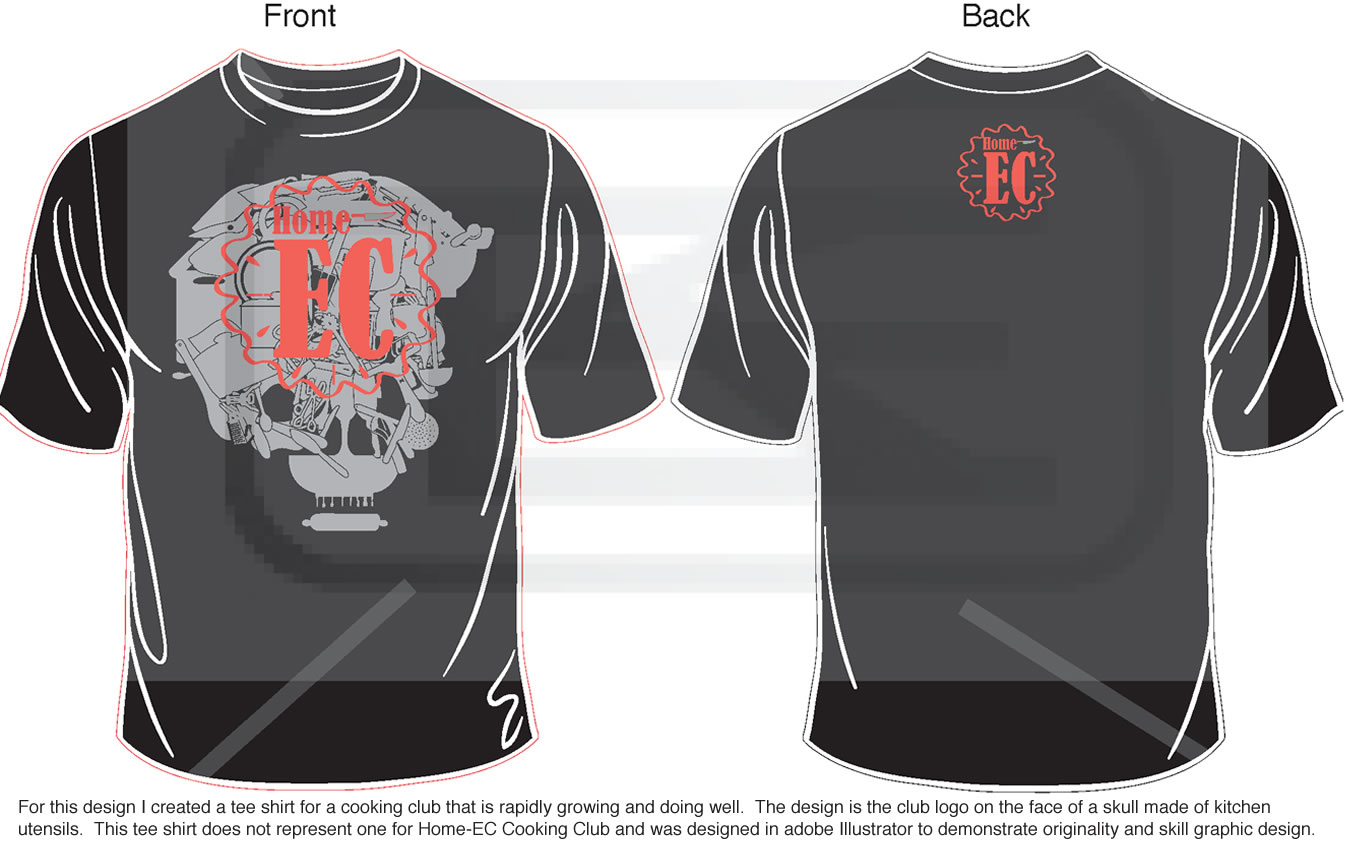 Front
Back
Home
EC
Home
EC
For this design I created a tee shirt for a cooking club that is rapidly growing and doing well.  The design is the club logo on the face of a skull made of kitchen
utensils.  This tee shirt does not represent one for Home-EC Cooking Club and was designed in adobe Illustrator to demonstrate originality and skill graphic design.